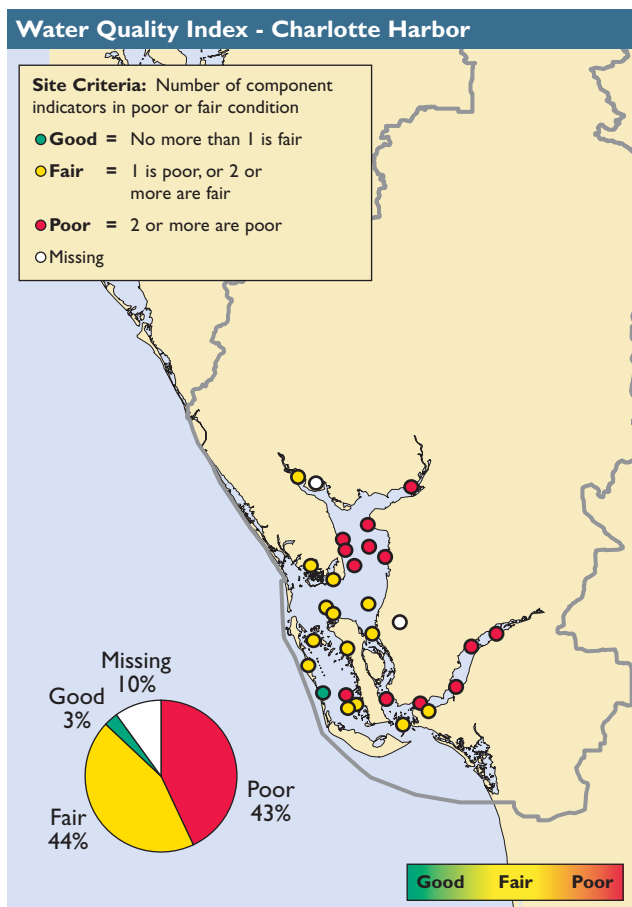 Water Quality Index - Charlotte Harbor
Site Criteria: Number of component
indicators in poor or fair condition
Good = No more than 1 is fair
Fair = 1 is poor, or 2 or
more are fair
Poor = 2 or more are poor
Missing
Missing
10%
Good
3%
Poor
43%
Fair
44%
Good Fair Poor